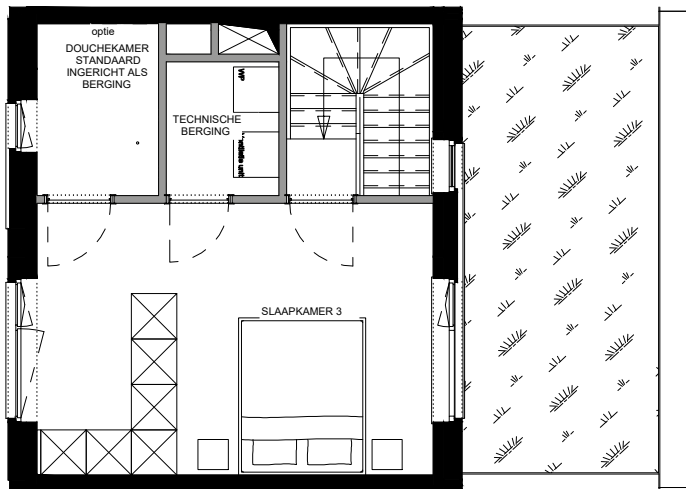 optie
DOUCHEKAMER
STANDAARD
INGERICHT ALS
BERGING
WP
TECHNISCHE
BERGING
SLAAPKAMER 3